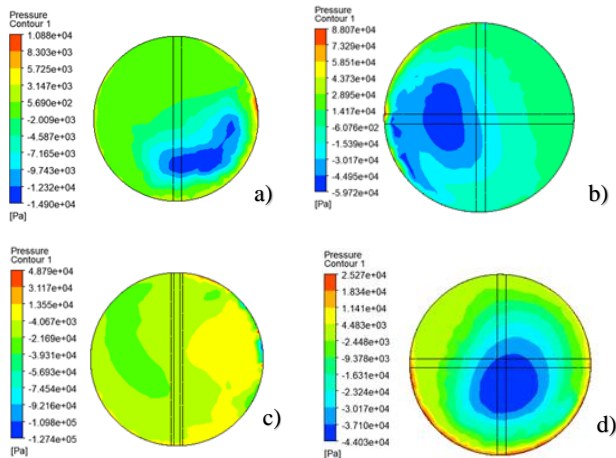 Pressure
Contour 1
1.088e+04
8.303e+03
5.725e+03
3.147e+03
5.690e+02
-2.009e+03
-4.587e+03
-7.165e+03
-9.743e+03
-1.232e+04
-1.490e+04
[Pa]
a)
Pressure
Contour 1
8.807e+04
7.329e+04
5.851e+04
4.373e+04
2.895e+04
1.417e+04
-6.076e+02
-1.539e+04
-3.017e+04
-4.495e+04
-5.972e+04
[Pa]
b)
Pressure
Contour 1
4.879e+04
3.117e+04
1.355e+04
-4.067e+03
-2.169e+04
-3.931e+04
-5.693e+04
-7.454e+04
-9.216e+04
-1.098e+05
-1.274e+05
[Pa]
c)
Pressure
Contour 1
2.527e+04
1.834e+04
1.141e+04
4.483e+03
-2.448e+03
-9.378e+03
-1.631e+04
-2.324e+04
-3.017e+04
-3.710e+04
-4.403e+04
[Pa]
d)